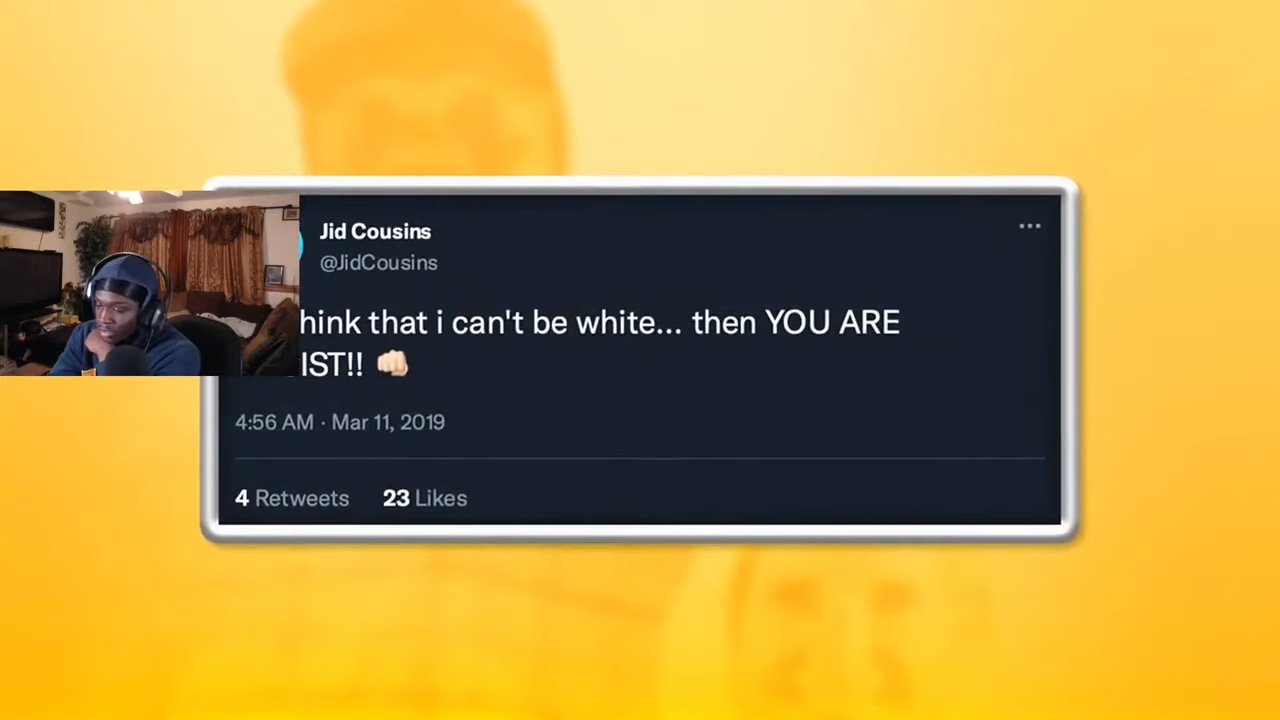 Jid Cousins
@JidCousins
hink that i can't be white... then YOU ARE
IST!! 👊🏻
4:56 AM · Mar 11, 2019
4 Retweets 23 Likes